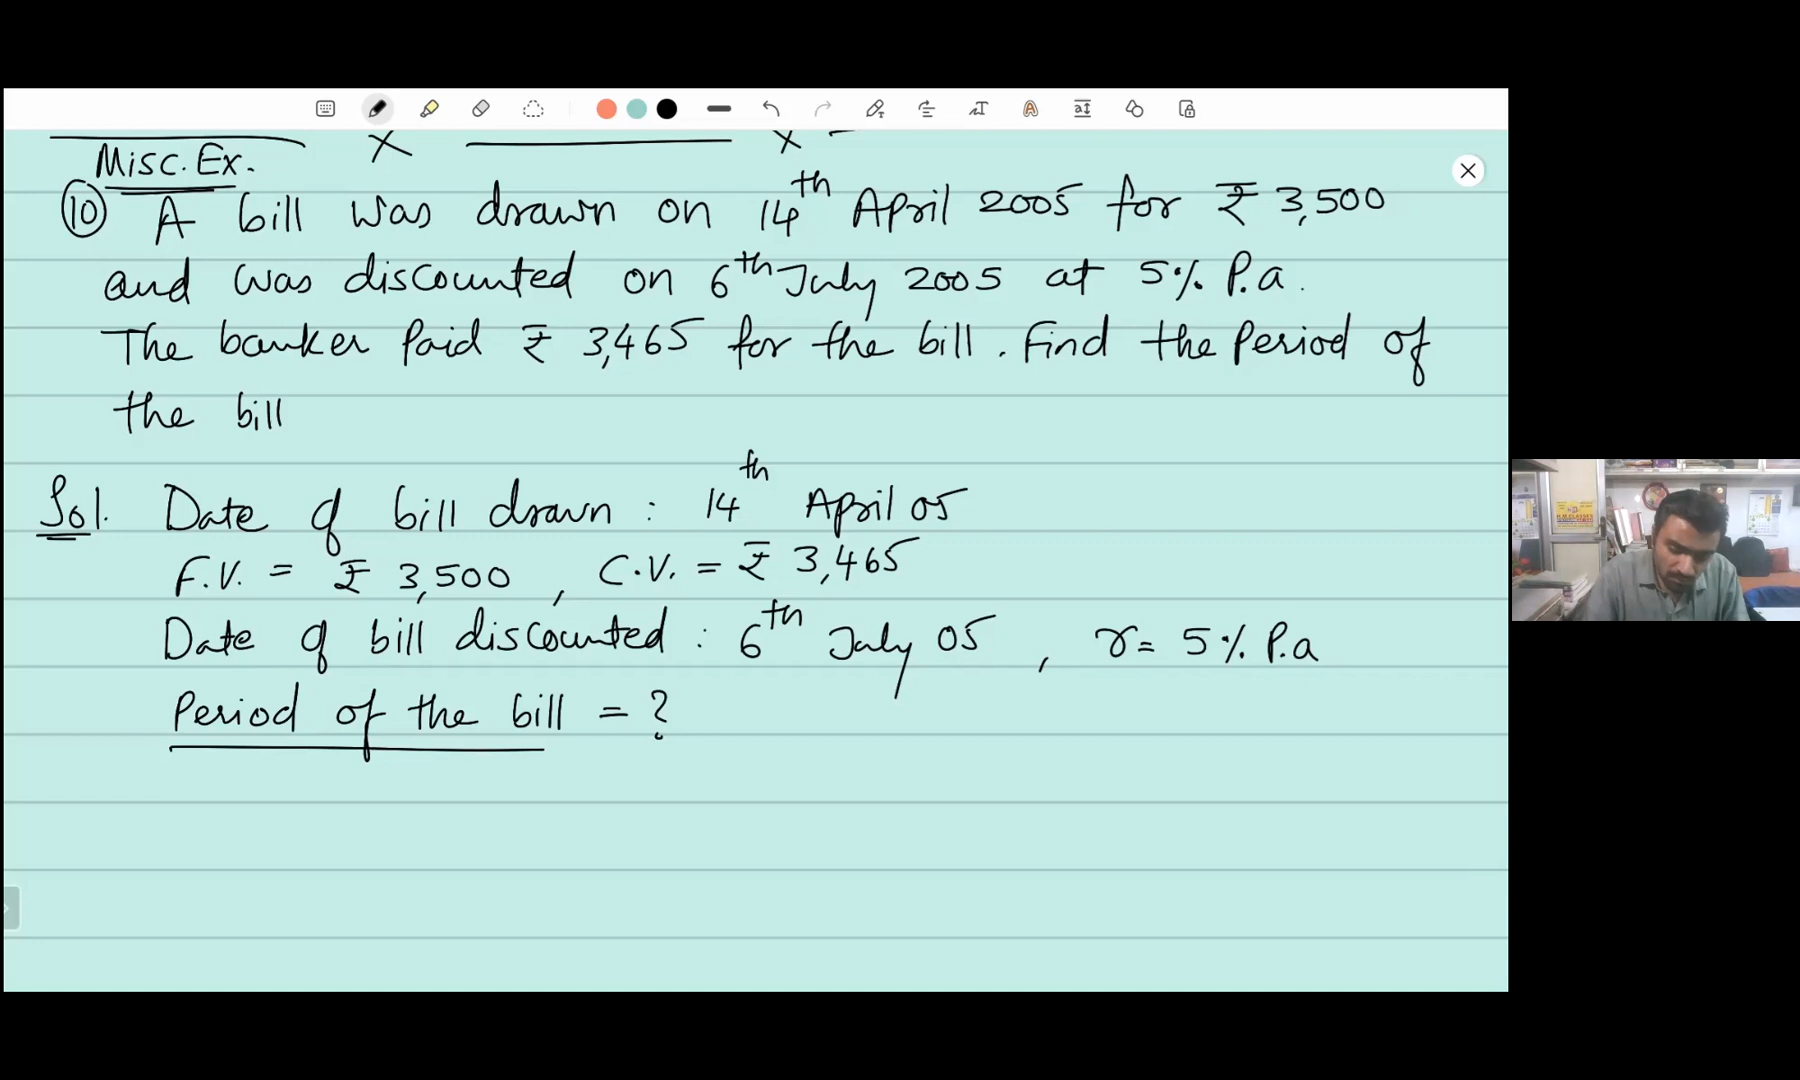 Misc. Ex.
10 A bill was drawn on 14th April 2005 for ₹ 3,500
and was discounted on 6th July 2005 at 5% P.a.
The banker Paid ₹ 3,465 for the bill. Find the Period of
the bill
Sol. Date of bill drawn : 14th April 05
F.V. = ₹ 3,500 , C.V. = ₹ 3,465
Date of bill discounted : 6th July 05 , r = 5% P.a
Period of the bill = ?